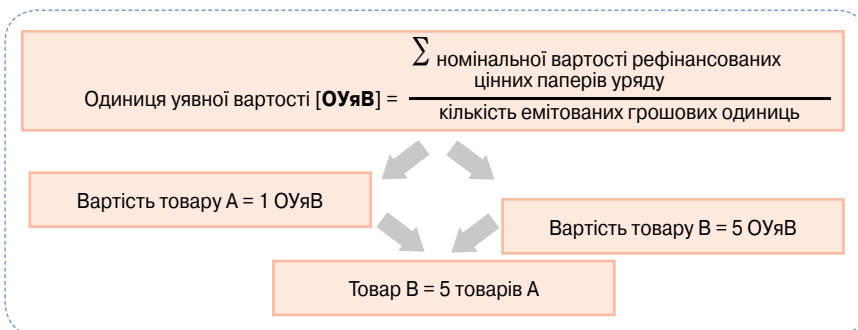 ∑ номінальної вартості рефінансованих
цінних паперів уряду
Одиниця уявної вартості [ОУяВ] =
кількість емітованих грошових одиниць
Вартість товару А = 1 ОУяВ
Вартість товару В = 5 ОУяВ
Товар В = 5 товарів А